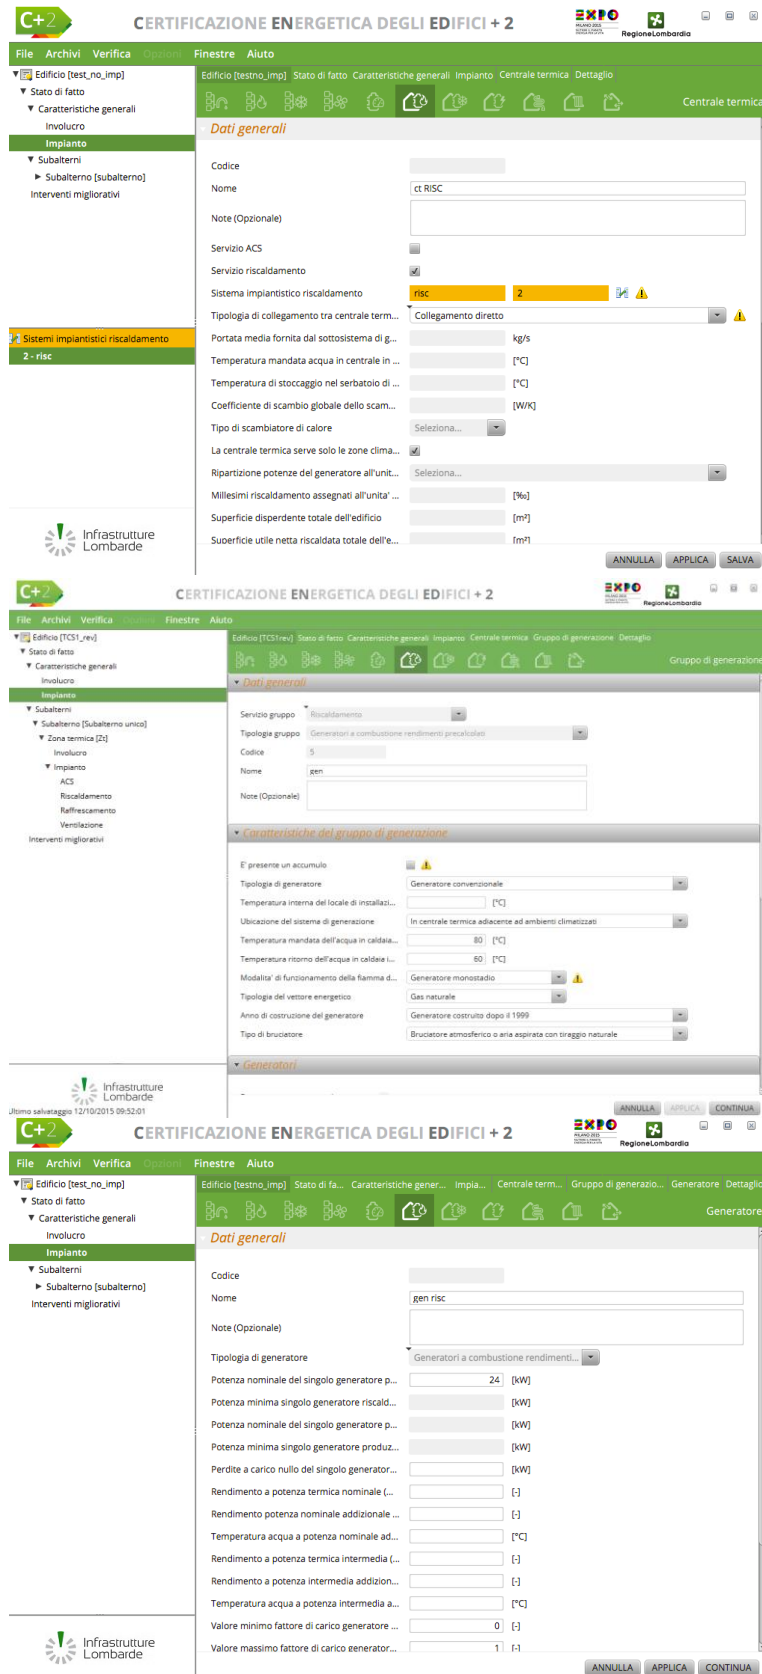 C+2
CERTIFICAZIONE ENERGETICA DEGLI EDIFICI + 2
EXPO
MILANO 2015
RegioneLombardia
File Archivi Verifica Opzioni Finestre Aiuto
Edificio [test_no_imp]
Stato di fatto
Caratteristiche generali
Involucro
Impianto
Subalterni
Subalterno [subalterno]
Interventi migliorativi
Sistemi impiantistici riscaldamento
2 - risc
Infrastrutture
Lombarde
Edificio [testno_imp] Stato di fatto Caratteristiche generali Impianto Centrale termica Dettaglio
Centrale termica
Dati generali
Codice
Nome ct RISC
Note (Opzionale)
Servizio ACS
Servizio riscaldamento
Sistema impiantistico riscaldamento risc 2
Tipologia di collegamento tra centrale term... Collegamento diretto
Portata media fornita dal sottosistema di g... kg/s
Temperatura mandata acqua in centrale in ... [°C]
Temperatura di stoccaggio nel serbatoio di ... [°C]
Coefficiente di scambio globale dello scam... [W/K]
Tipo di scambiatore di calore Seleziona...
La centrale termica serve solo le zone clima...
Ripartizione potenze del generatore all'unit... Seleziona...
Millesimi riscaldamento assegnati all'unita' ... [‰]
Superficie disperdente totale dell'edificio [m²]
Superficie utile netta riscaldata totale dell'e... [m²]
ANNULLA APPLICA SALVA
C+2
CERTIFICAZIONE ENERGETICA DEGLI EDIFICI + 2
EXPO
MILANO 2015
RegioneLombardia
File Archivi Verifica Opzioni Finestre Aiuto
Edificio [TCS1_rev]
Stato di fatto
Caratteristiche generali
Involucro
Impianto
Subalterni
Subalterno [Subalterno unico]
Zona termica [Zt]
Involucro
Impianto
ACS
Riscaldamento
Raffrescamento
Ventilazione
Interventi migliorativi
Infrastrutture
Lombarde
Ultimo salvataggio 12/10/2015 09:52:01
Edificio [TCS1rev] Stato di fatto Caratteristiche generali Impianto Centrale termica Gruppo di generazione Dettaglio
Gruppo di generazione
Dati generali
Servizio gruppo Riscaldamento
Tipologia gruppo Generatori a combustione rendimenti precalcolati
Codice 5
Nome gen
Note (Opzionale)
Caratteristiche del gruppo di generazione
E' presente un accumulo
Tipologia di generatore Generatore convenzionale
Temperatura interna del locale di installazi... [°C]
Ubicazione del sistema di generazione In centrale termica adiacente ad ambienti climatizzati
Temperatura mandata dell'acqua in caldaia... 80 [°C]
Temperatura ritorno dell'acqua in caldaia i... 60 [°C]
Modalita' di funzionamento della fiamma d... Generatore monostadio
Tipologia del vettore energetico Gas naturale
Anno di costruzione del generatore Generatore costruito dopo il 1999
Tipo di bruciatore Bruciatore atmosferico o aria aspirata con tiraggio naturale
Generatori
ANNULLA APPLICA CONTINUA
C+2
CERTIFICAZIONE ENERGETICA DEGLI EDIFICI + 2
EXPO
MILANO 2015
RegioneLombardia
File Archivi Verifica Opzioni Finestre Aiuto
Edificio [test_no_imp]
Stato di fatto
Caratteristiche generali
Involucro
Impianto
Subalterni
Subalterno [subalterno]
Interventi migliorativi
Infrastrutture
Lombarde
Edificio [testno_imp] Stato di fa... Caratteristiche gener... Impia... Centrale term... Gruppo di generazio... Generatore Dettaglio
Generatore
Dati generali
Codice
Nome gen risc
Note (Opzionale)
Tipologia di generatore Generatori a combustione rendimenti...
Potenza nominale del singolo generatore p... 24 [kW]
Potenza minima singolo generatore riscald... [kW]
Potenza nominale del singolo generatore p... [kW]
Potenza minima singolo generatore produz... [kW]
Perdite a carico nullo del singolo generator... [kW]
Rendimento a potenza termica nominale (... [-]
Rendimento potenza nominale addizionale ... [-]
Temperatura acqua a potenza nominale ad... [°C]
Rendimento a potenza termica intermedia (... [-]
Rendimento a potenza intermedia addizion... [-]
Temperatura acqua a potenza intermedia a... [°C]
Valore minimo fattore di carico generatore ... 0 [-]
Valore massimo fattore di carico generator... 1 [-]
ANNULLA APPLICA CONTINUA